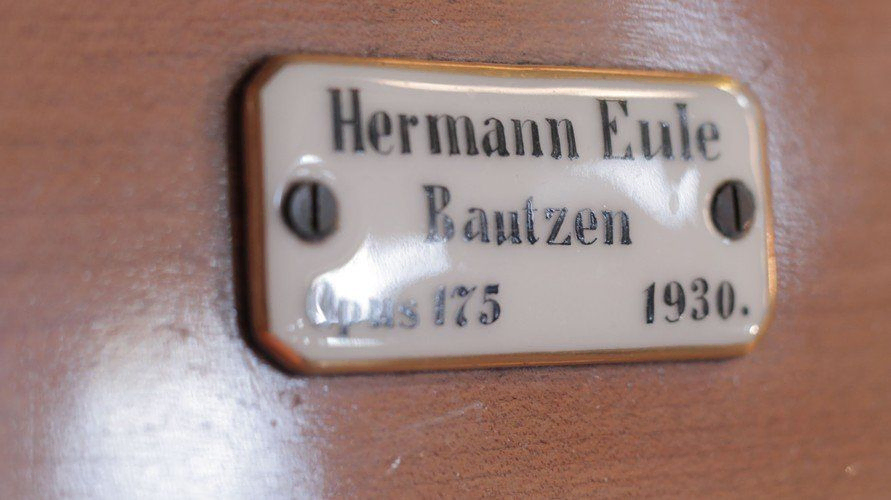 Hermann Eule
Bautzen
Opus 175 1930.